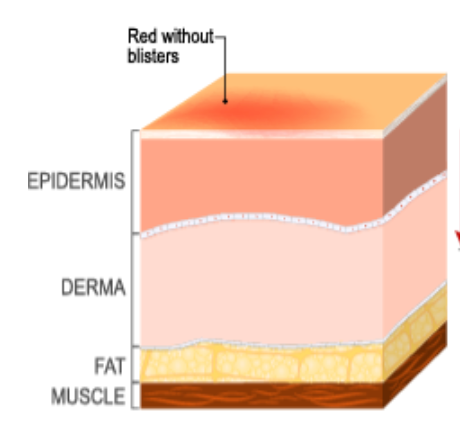 Red without
blisters
EPIDERMIS
DERMA
FAT
MUSCLE